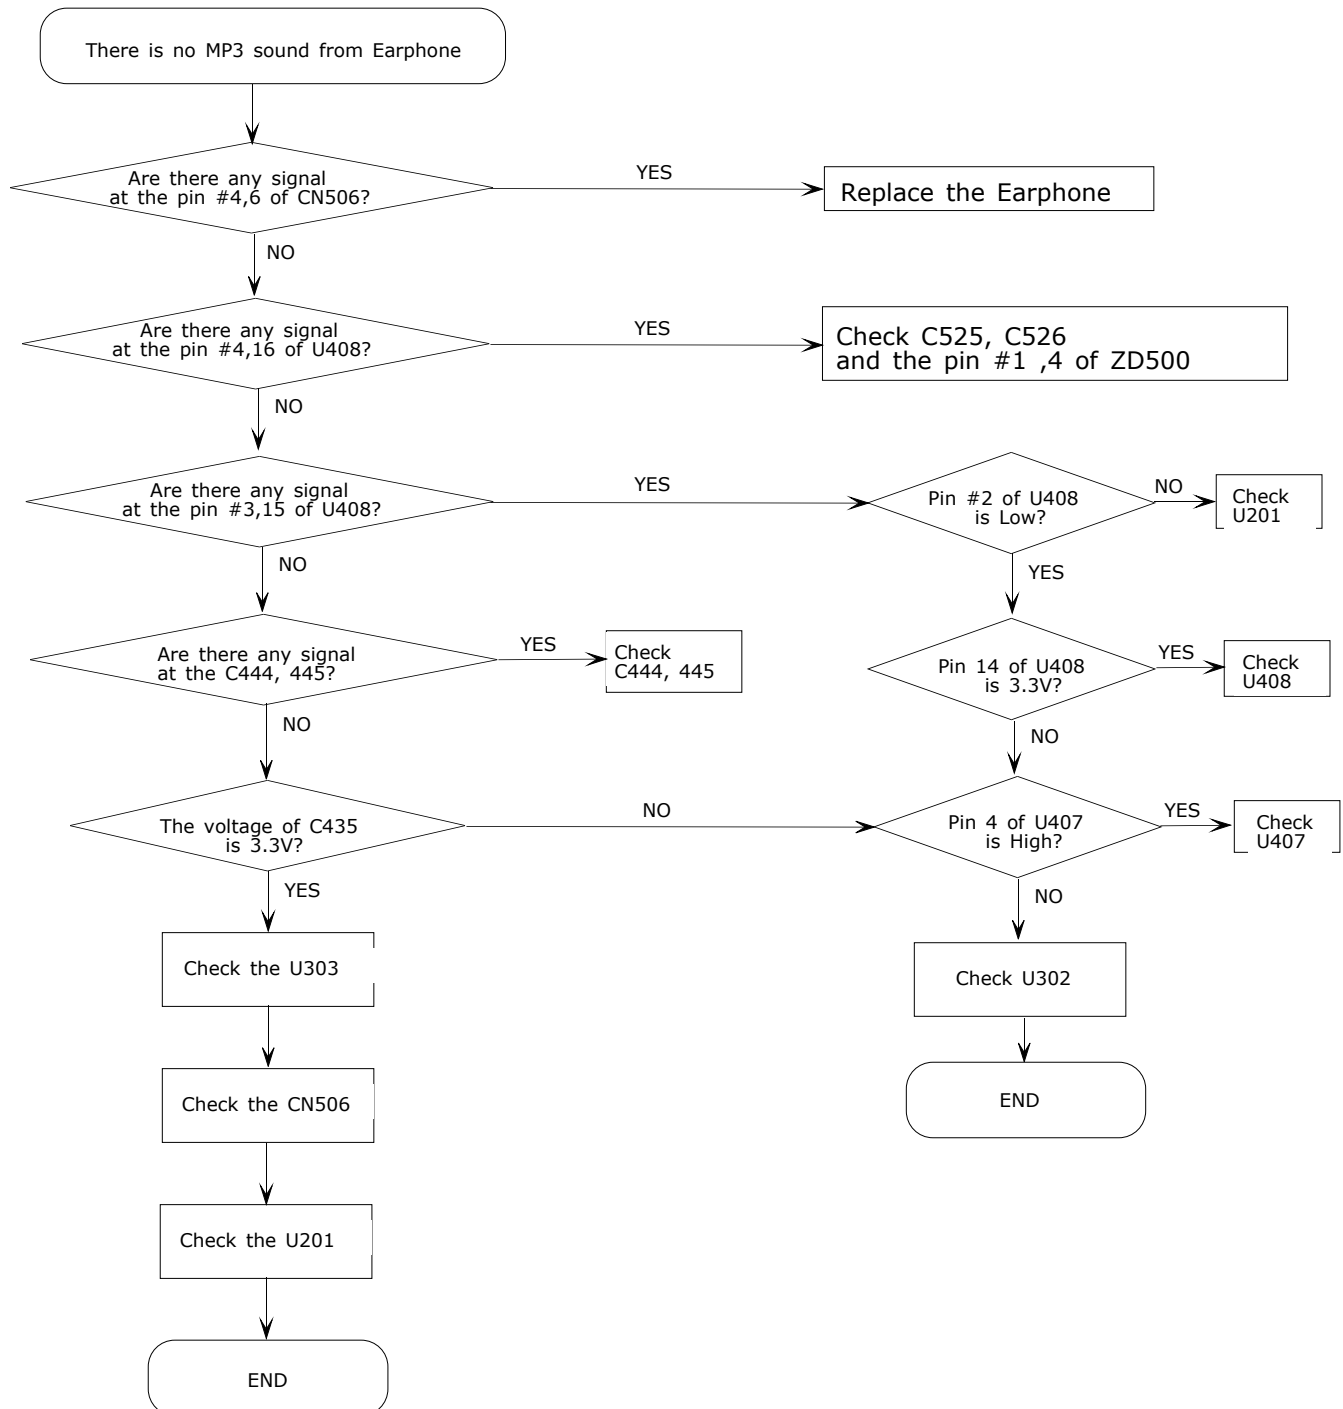 There is no MP3 sound from Earphone
Are there any signal
at the pin #4,6 of CN506?
YES
Replace the Earphone
NO
Are there any signal
at the pin #4,16 of U408?
YES
Check C525, C526
and the pin #1 ,4 of ZD500
NO
Are there any signal
at the pin #3,15 of U408?
YES
Pin #2 of U408
is Low?
NO
Check
U201
NO
YES
Are there any signal
at the C444, 445?
YES
Check
C444, 445
Pin 14 of U408
is 3.3V?
YES
Check
U408
NO
NO
The voltage of C435
is 3.3V?
NO
Pin 4 of U407
is High?
YES
Check
U407
YES
NO
Check the U303
Check U302
Check the CN506
END
Check the U201
END